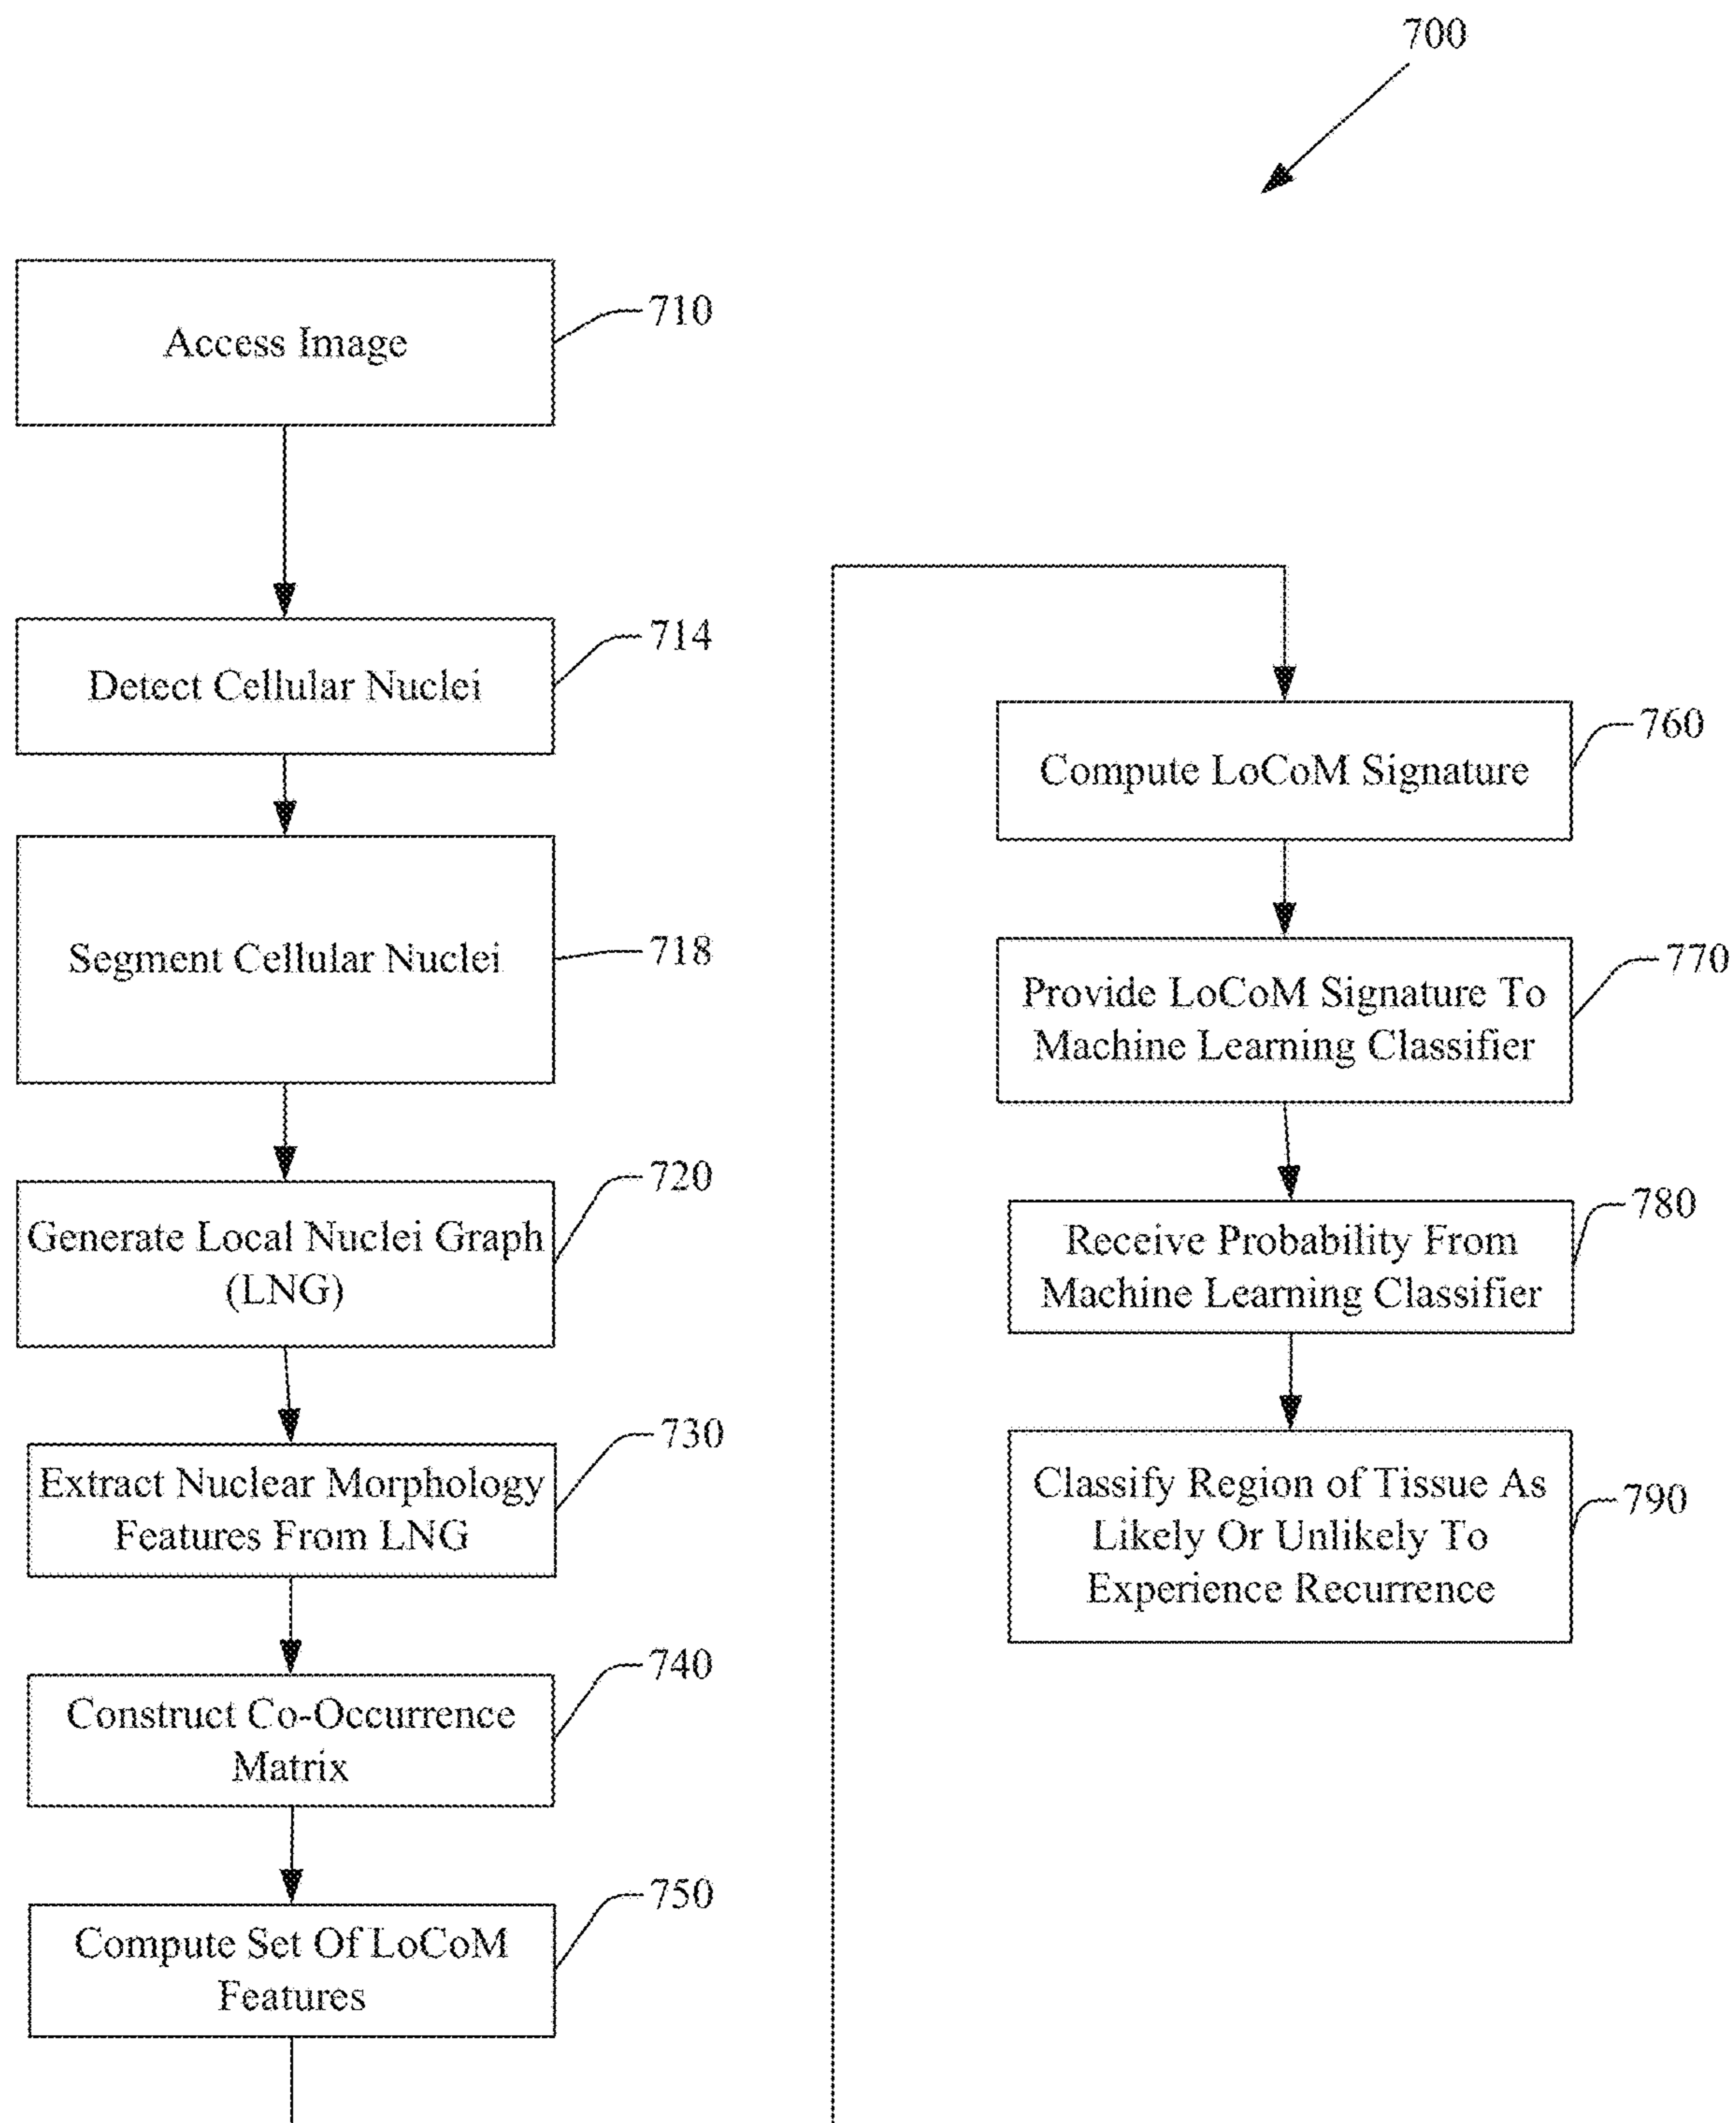 700
Access Image
710
Detect Cellular Nuclei
714
Segment Cellular Nuclei
718
Generate Local Nuclei Graph
(LNG)
720
Extract Nuclear Morphology
Features From LNG
730
Construct Co-Occurrence
Matrix
740
Compute Set Of LoCoM
Features
750
Compute LoCoM Signature
760
Provide LoCoM Signature To
Machine Learning Classifier
770
Receive Probability From
Machine Learning Classifier
780
Classify Region of Tissue As
Likely Or Unlikely To
Experience Recurrence
790